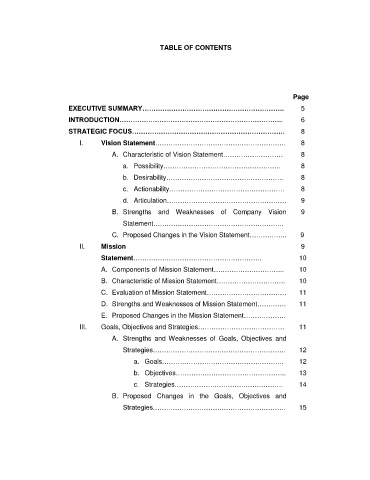 TABLE OF CONTENTS
Page
EXECUTIVE SUMMARY…………………………………………………………….. 5
INTRODUCTION……………………………………………………………………... 6
STRATEGIC FOCUS………………………………………………………………… 8
I. Vision Statement……………………………………………………… 8
A. Characteristic of Vision Statement……………………….. 8
a. Possibility………………………………………………. 8
b. Desirability……………………………………………… 8
c. Actionability……………………………………………… 8
d. Articulation………………………………………………… 9
B. Strengths and Weaknesses of Company Vision 9
Statement……………………………………………………
C. Proposed Changes in the Vision Statement…………….. 9
II. Mission 9
Statement…………………………………………………… 10
A. Components of Mission Statement…………………………… 10
B. Characteristic of Mission Statement………………………….. 10
C. Evaluation of Mission Statement……………………………… 11
D. Strengths and Weaknesses of Mission Statement…………. 11
E. Proposed Changes in the Mission Statement………………..
III. Goals, Objectives and Strategies…………………………………… 11
A. Strengths and Weaknesses of Goals, Objectives and
Strategies……………………………………………………… 12
a. Goals………………………………………………… 12
b. Objectives…………………………………………….. 13
c. Strategies…………………………………………… 14
B. Proposed Changes in the Goals, Objectives and
Strategies……………………………………………………… 15